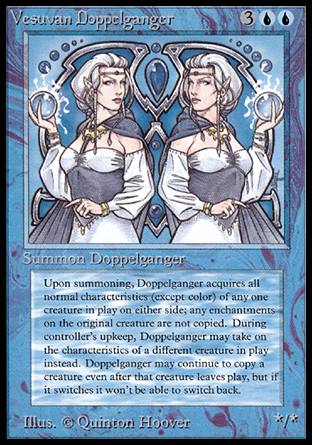 Vesuvan Doppelganger 3
Summon Doppelganger
Upon summoning, Doppelganger acquires all
normal characteristics (except color) of any one
creature in play on either side; any enchantments
on the original creature are not copied. During
controller's upkeep, Doppelganger may take on
the characteristics of a different creature in play
instead. Doppelganger may continue to copy a
creature even after that creature leaves play, but if
it switches it won't be able to switch back.
*/*
Illus. © Quinton Hoover